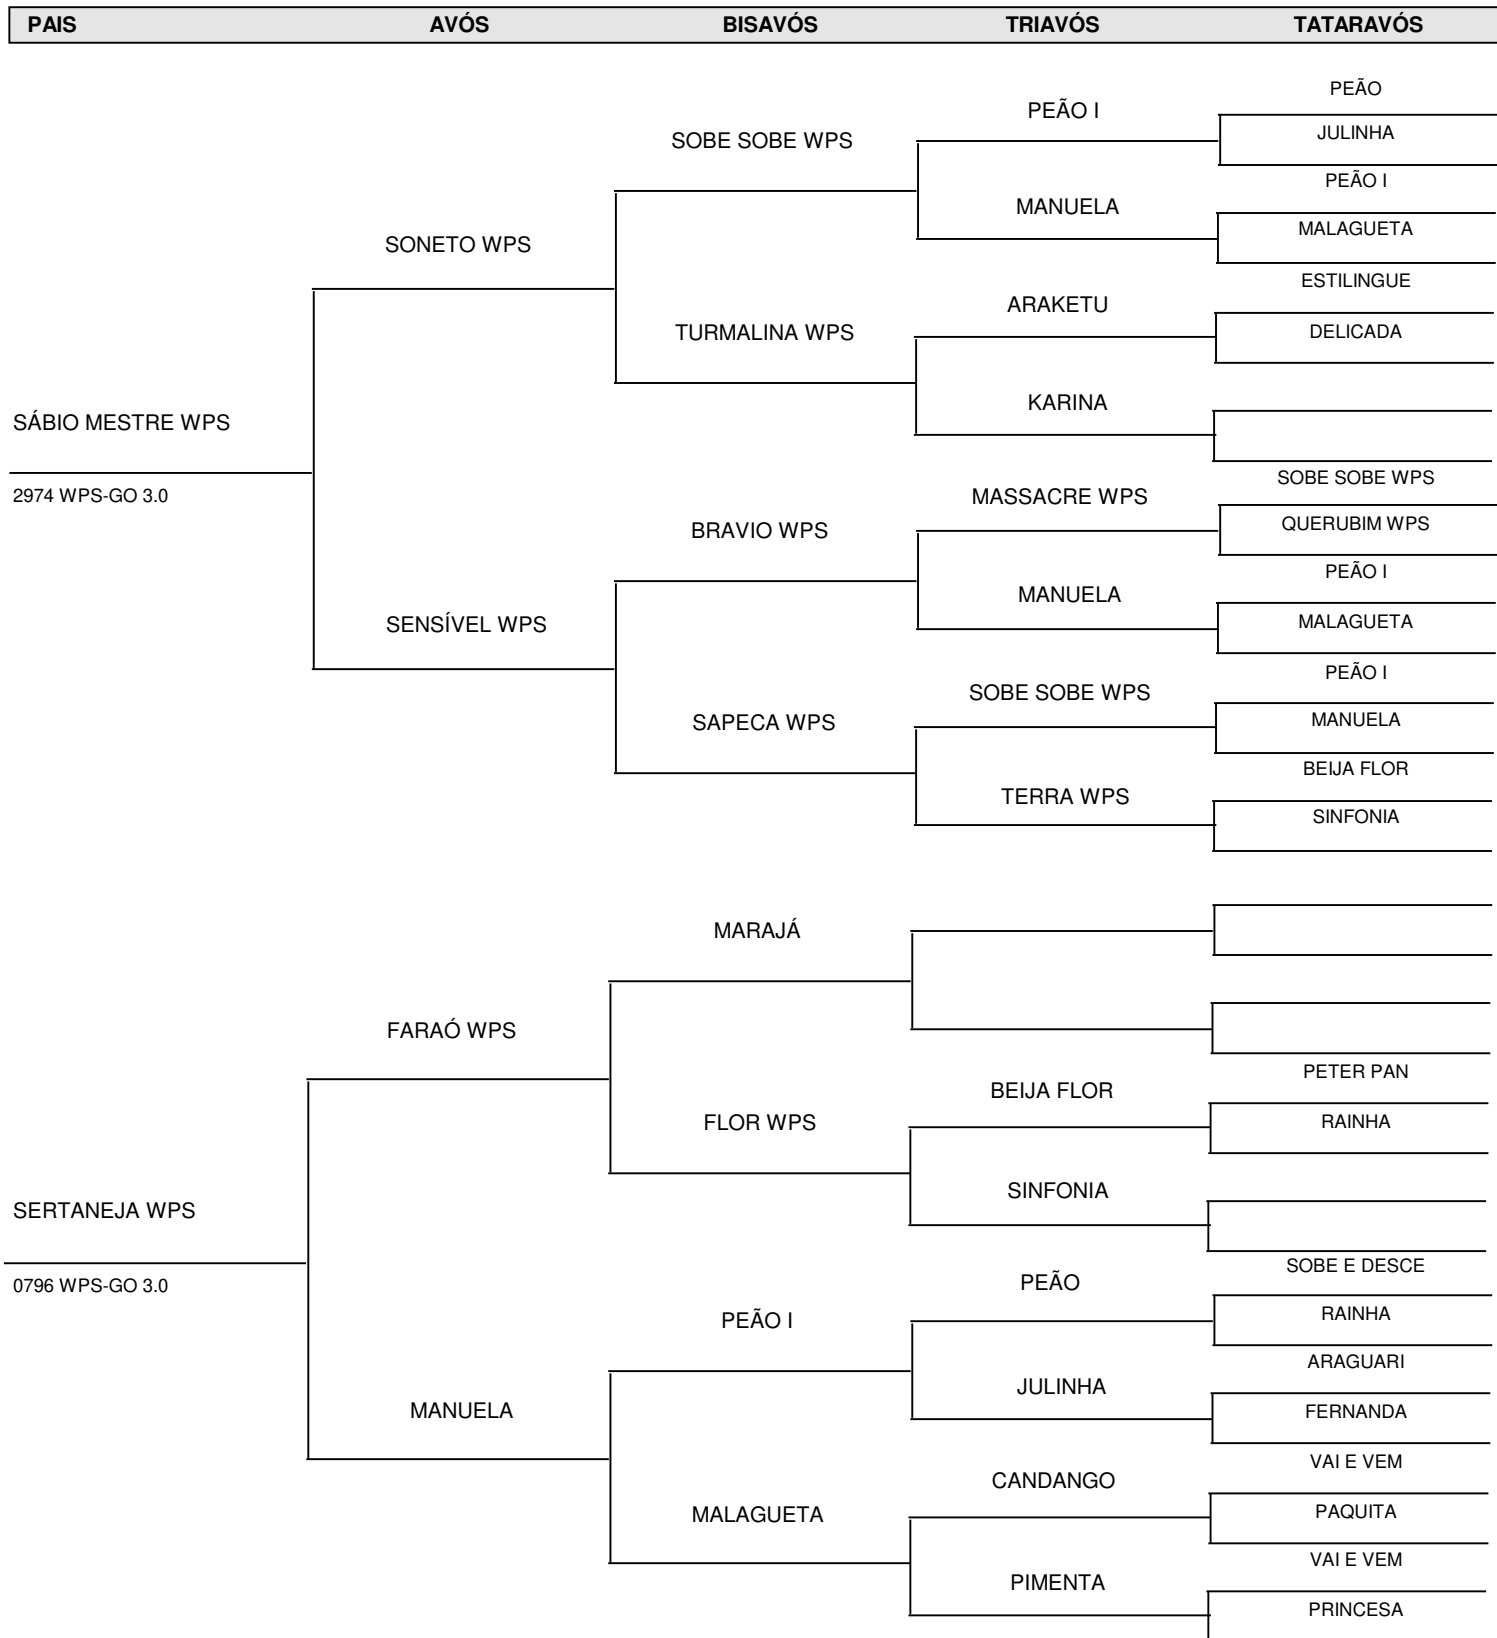 PAIS AVÓS BISAVÓS TRIAVÓS TATARAVÓS
PEÃO
PEÃO I
JULINHA
SOBE SOBE WPS
PEÃO I
MANUELA
MALAGUETA
SONETO WPS
ESTILINGUE
ARAKETU
TURMALINA WPS
DELICADA
KARINA
SÁBIO MESTRE WPS
SOBE SOBE WPS
2974 WPS-GO 3.0
MASSACRE WPS
QUERUBIM WPS
BRAVIO WPS
PEÃO I
MANUELA
MALAGUETA
SENSÍVEL WPS
PEÃO I
SOBE SOBE WPS
MANUELA
SAPECA WPS
BEIJA FLOR
TERRA WPS
SINFONIA
MARAJÁ
FARAÓ WPS
PETER PAN
BEIJA FLOR
RAINHA
FLOR WPS
SINFONIA
SERTANEJA WPS
SOBE E DESCE
0796 WPS-GO 3.0
PEÃO
RAINHA
PEÃO I
ARAGUARI
JULINHA
MANUELA
FERNANDA
VAI E VEM
CANDANGO
PAQUITA
MALAGUETA
VAI E VEM
PIMENTA
PRINCESA